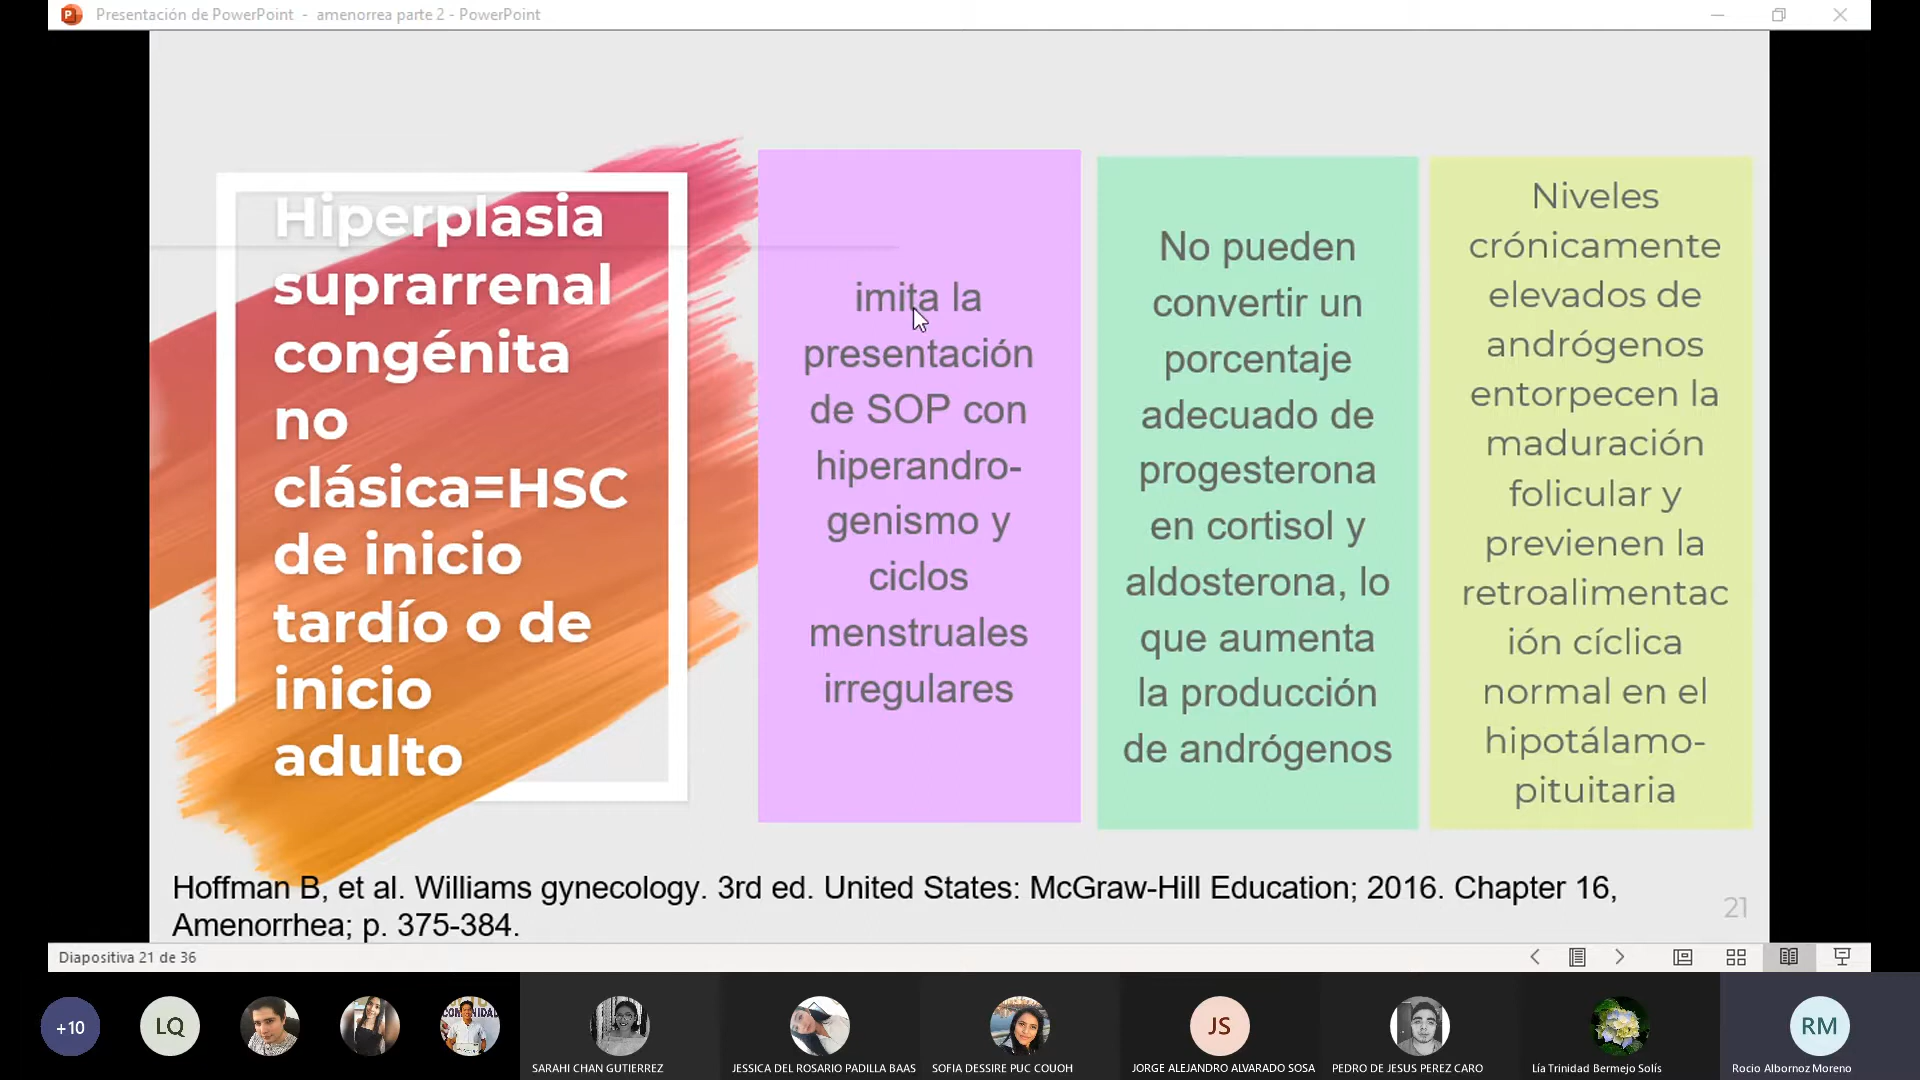 Presentación de PowerPoint - amenorrea parte 2 - PowerPoint
Hiperplasia
suprarrenal
congénita
no
clásica=HSC
de inicio
tardío o de
inicio
adulto
imita la
presentación
de SOP con
hiperandro-
genismo y
ciclos
menstruales
irregulares
No pueden
convertir un
porcentaje
adecuado de
progesterona
en cortisol y
aldosterona, lo
que aumenta
la producción
de andrógenos
Niveles
crónicamente
elevados de
andrógenos
entorpecen la
maduración
folicular y
previenen la
retroalimentac
ión cíclica
normal en el
hipotálamo-
pituitaria
Hoffman B, et al. Williams gynecology. 3rd ed. United States: McGraw-Hill Education; 2016. Chapter 16,
Amenorrhea; p. 375-384.
21
Diapositiva 21 de 36
+10
LQ
COMUNIDAD
JS
RM
SARAHI CHAN GUTIERREZ
JESSICA DEL ROSARIO PADILLA BAAS
SOFIA DESSIRE PUC COUOH
JORGE ALEJANDRO ALVARADO SOSA
PEDRO DE JESUS PEREZ CARO
Lía Trinidad Bermejo Solís
Rocio Albornoz Moreno